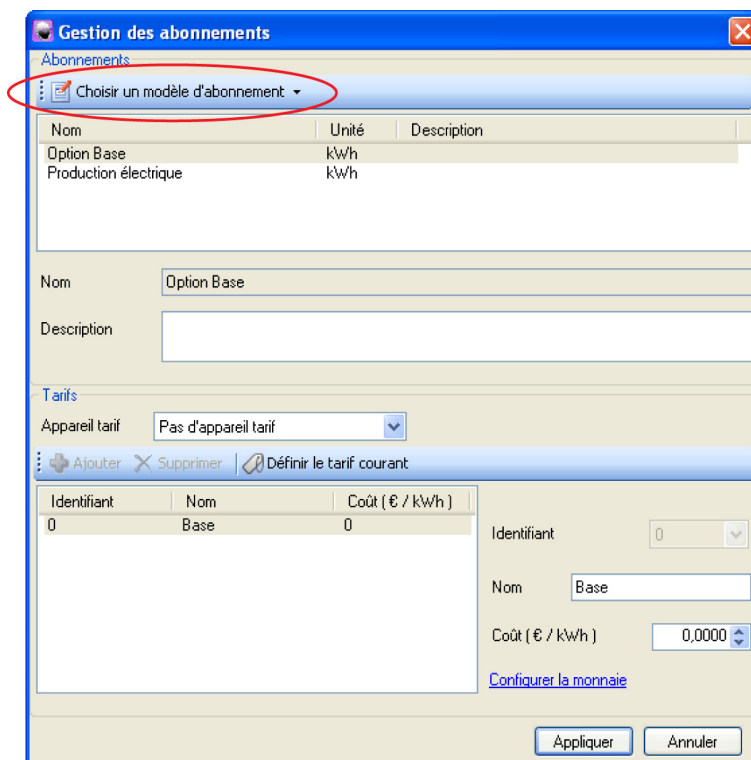 Gestion des abonnements
Abonnements
Choisir un modèle d'abonnement
Nom Unité Description
Option Base kWh
Production électrique kWh
Nom Option Base
Description
Tarifs
Appareil tarif Pas d'appareil tarif
Ajouter Supprimer Définir le tarif courant
Identifiant Nom Coût ( € / kWh )
0 Base 0
Identifiant 0
Nom Base
Coût ( € / kWh ) 0,0000
Configurer la monnaie
Appliquer Annuler